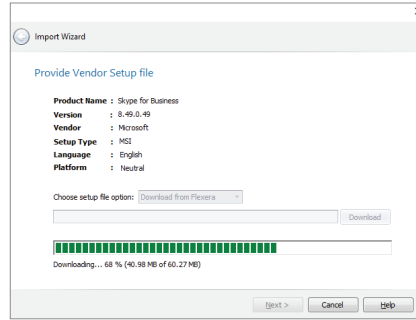 Import Wizard
Provide Vendor Setup file
Product Name : Skype for Business
Version : 8.49.0.49
Vendor : Microsoft
Setup Type : MSI
Language : English
Platform : Neutral
Choose setup file option: Download from Flexera
Download
Downloading... 68 % (40.98 MB of 60.27 MB)
Next > Cancel Help